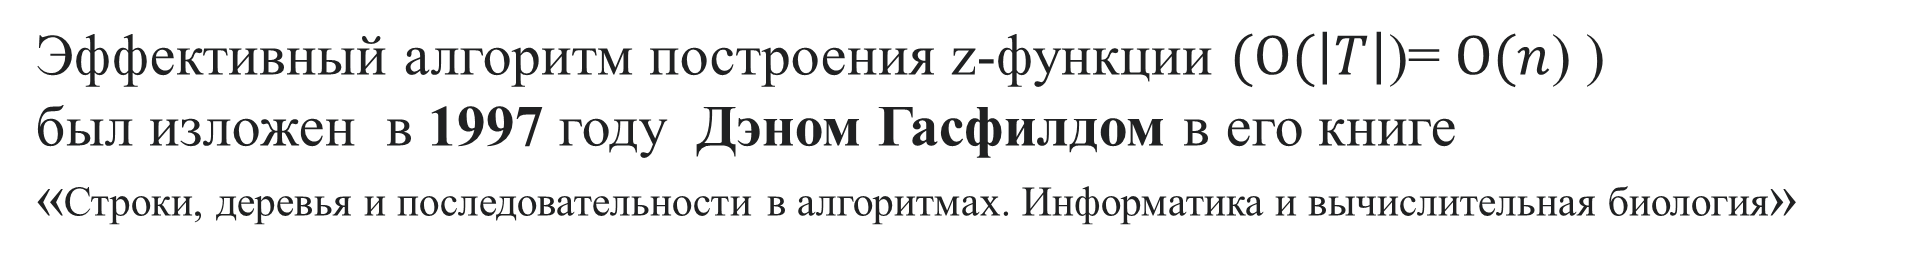 Эффективный алгоритм построения z-функции (O(|T|)= O(n) )
был изложен в 1997 году Дэном Гасфилдом в его книге
«Строки, деревья и последовательности в алгоритмах. Информатика и вычислительная биология»